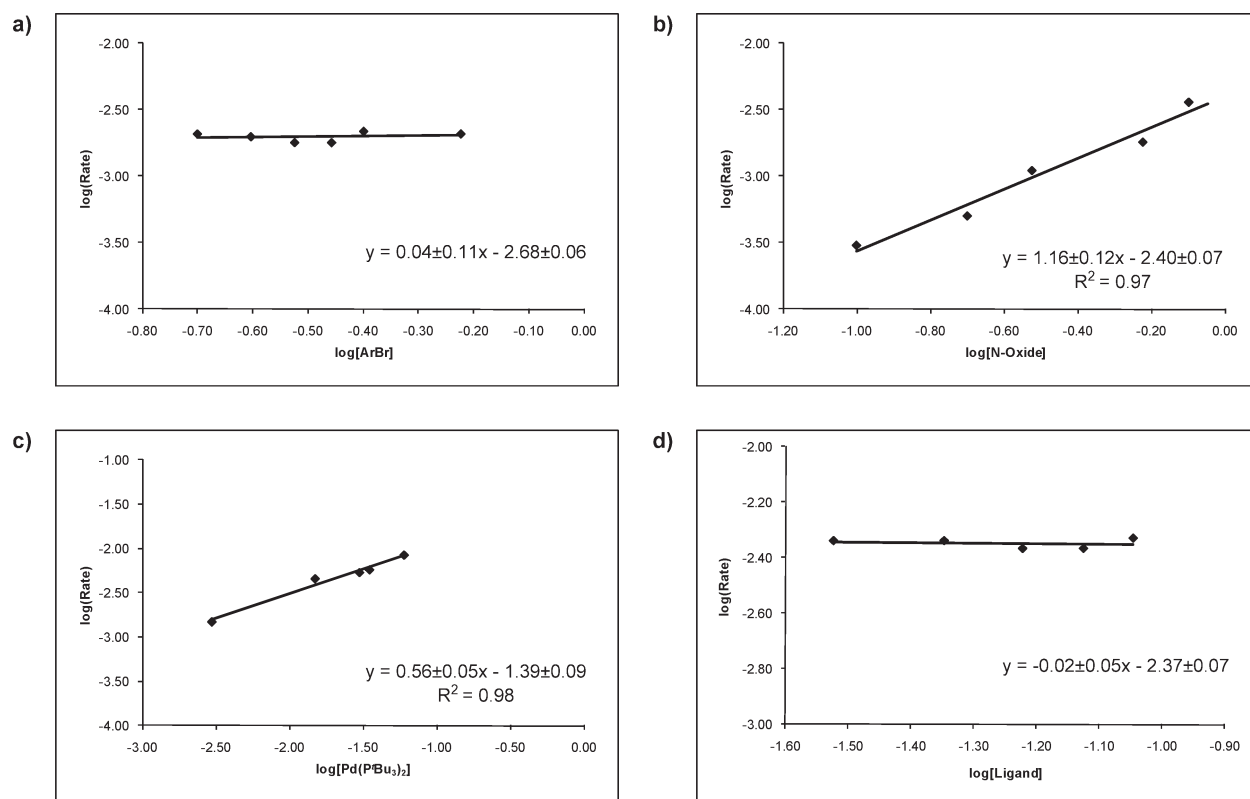 a)
-2.00
-2.50
-3.00
-3.50
-4.00
log(Rate)
y = 0.04±0.11x - 2.68±0.06
-0.80 -0.70 -0.60 -0.50 -0.40 -0.30 -0.20 -0.10 0.00
log[ArBr]
b)
-2.00
-2.50
-3.00
-3.50
-4.00
log(Rate)
y = 1.16±0.12x - 2.40±0.07
R² = 0.97
-1.20 -1.00 -0.80 -0.60 -0.40 -0.20 0.00
log[N-Oxide]
c)
-1.00
-1.50
-2.00
-2.50
-3.00
-3.50
-4.00
log(Rate)
y = 0.56±0.05x - 1.39±0.09
R² = 0.98
-3.00 -2.50 -2.00 -1.50 -1.00 -0.50 0.00
log[Pd(PᵗBu₃)₂]
d)
-2.00
-2.20
-2.40
-2.60
-2.80
-3.00
log(Rate)
y = -0.02±0.05x - 2.37±0.07
-1.60 -1.50 -1.40 -1.30 -1.20 -1.10 -1.00 -0.90
log[Ligand]